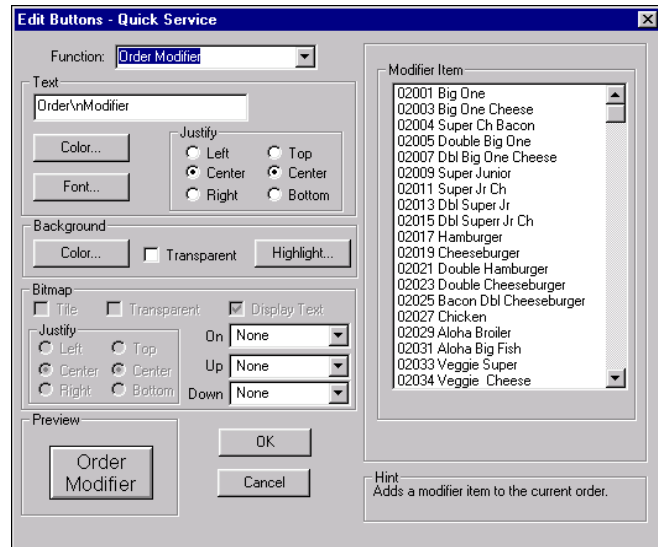 Edit Buttons - Quick Service
Function: Order Modifier
Text
Order\nModifier
Color...
Font...
Justify
Left
Top
Center
Center
Right
Bottom
Background
Color...
Transparent
Highlight...
Bitmap
Tile
Transparent
Display Text
Justify
Left
Top
Center
Center
Right
Bottom
On None
Up None
Down None
Preview
Order
Modifier
OK
Cancel
Modifier Item
02001 Big One
02003 Big One Cheese
02004 Super Ch Bacon
02005 Double Big One
02007 Dbl Big One Cheese
02009 Super Junior
02011 Super Jr Ch
02013 Dbl Super Jr
02015 Dbl Superr Jr Ch
02017 Hamburger
02019 Cheeseburger
02021 Double Hamburger
02023 Double Cheeseburger
02025 Bacon Dbl Cheeseburger
02027 Chicken
02029 Aloha Broiler
02031 Aloha Big Fish
02033 Veggie Super
02034 Veggie  Cheese
Hint
Adds a modifier item to the current order.